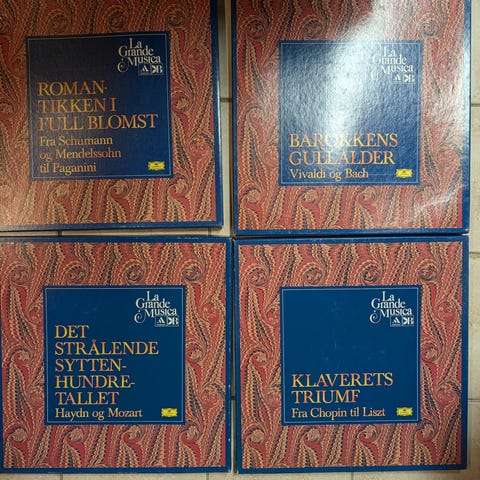 La
Grande
Musica
ROMAN-
TIKKEN I
FULL BLOMST
Fra Schumann
og Mendelssohn
til Paganini
La
Grande
Musica
BAROKKENS
GULLALDER
Vivaldi og Bach
La
Grande
Musica
DET
STRÅLENDE
SYTTEN-
HUNDRE-
TALLET
Haydn og Mozart
La
Grande
Musica
KLAVERETS
TRIUMF
Fra Chopin til Liszt